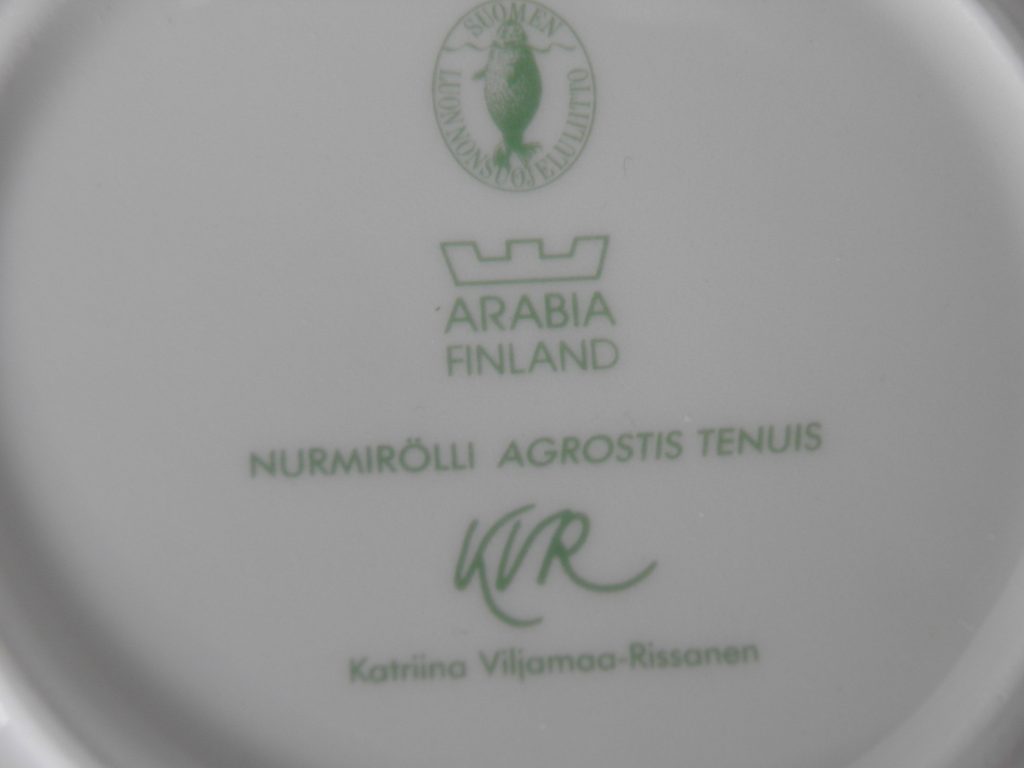 SUOMEN LUONNONSUOJELULIITTO
ARABIA
FINLAND
NURMIRÖLLI AGROSTIS TENUIS
KVR
Katriina Viljamaa-Rissanen